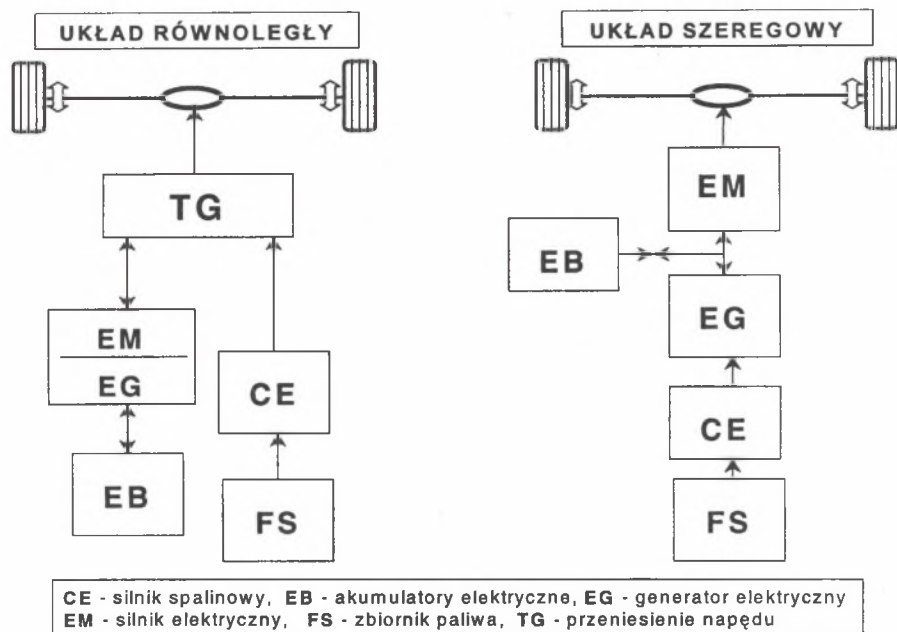 UKŁAD RÓWNOLEGŁY
TG
EM
EG
EB
CE
FS
UKŁAD SZEREGOWY
EM
EB
EG
CE
FS
CE - silnik spalinowy, EB - akumulatory elektryczne, EG - generator elektryczny
EM - silnik elektryczny, FS - zbiornik paliwa, TG - przeniesienie napędu